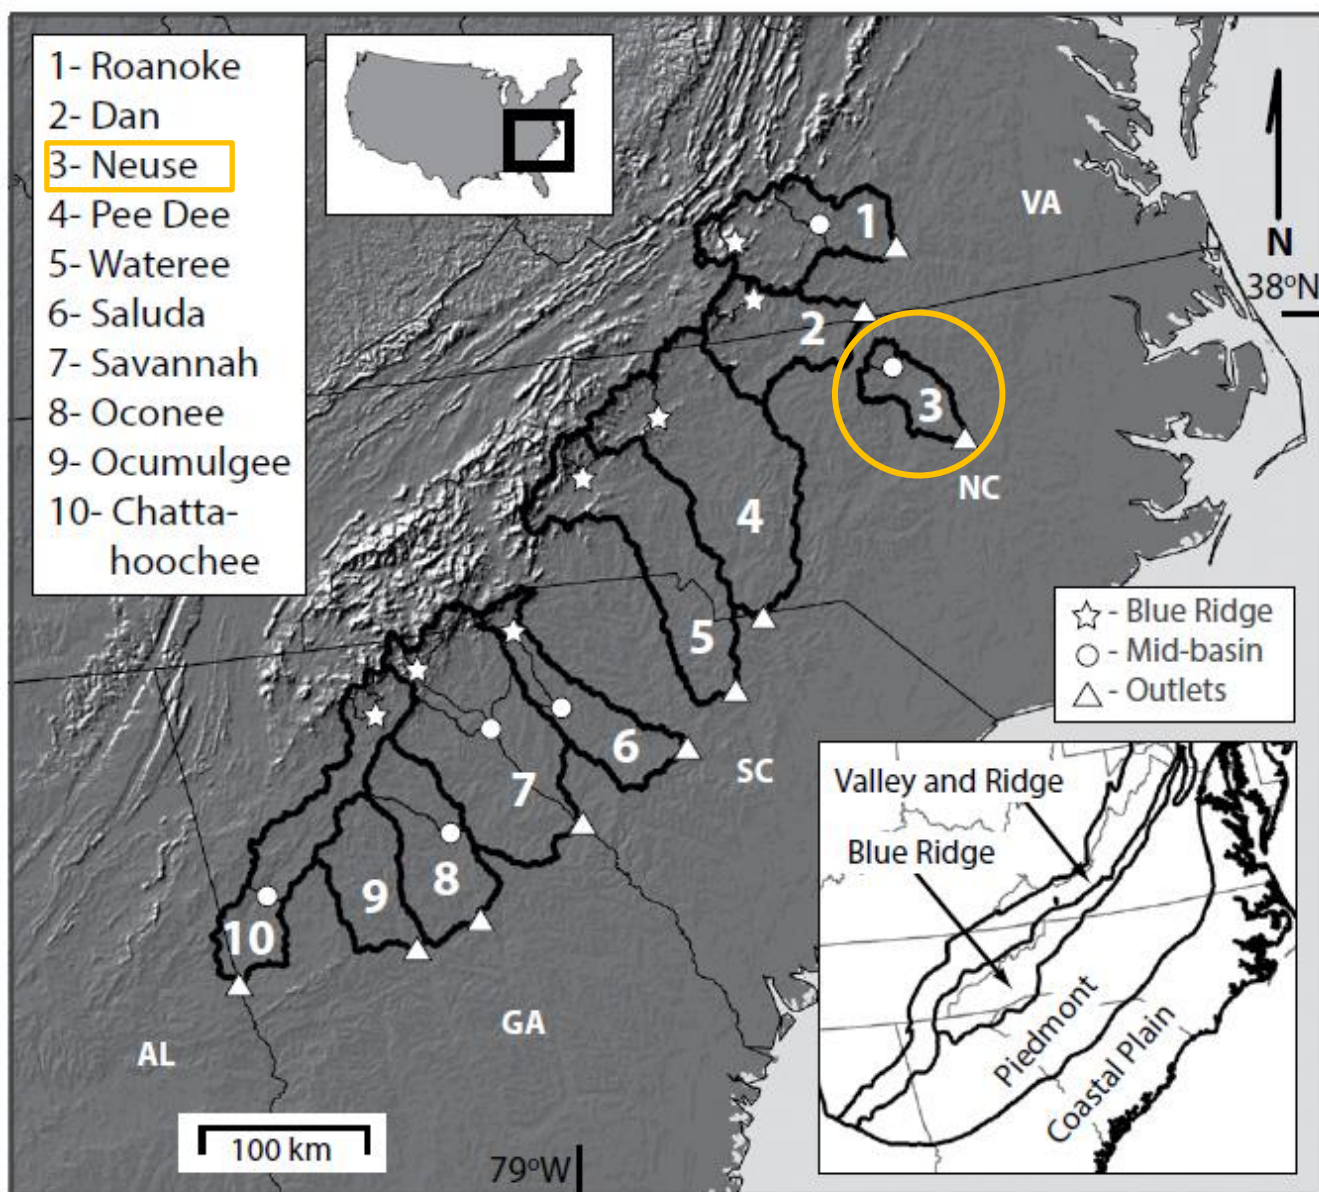 1- Roanoke
2- Dan
3- Neuse
4- Pee Dee
5- Wateree
6- Saluda
7- Savannah
8- Oconee
9- Ocumulgee
10- Chatta-
hoochee
VA
N
38°N
1
2
3
NC
4
5
6
SC
7
8
9
10
GA
AL
- Blue Ridge
- Mid-basin
- Outlets
Valley and Ridge
Blue Ridge
Piedmont
Coastal Plain
100 km
79°W